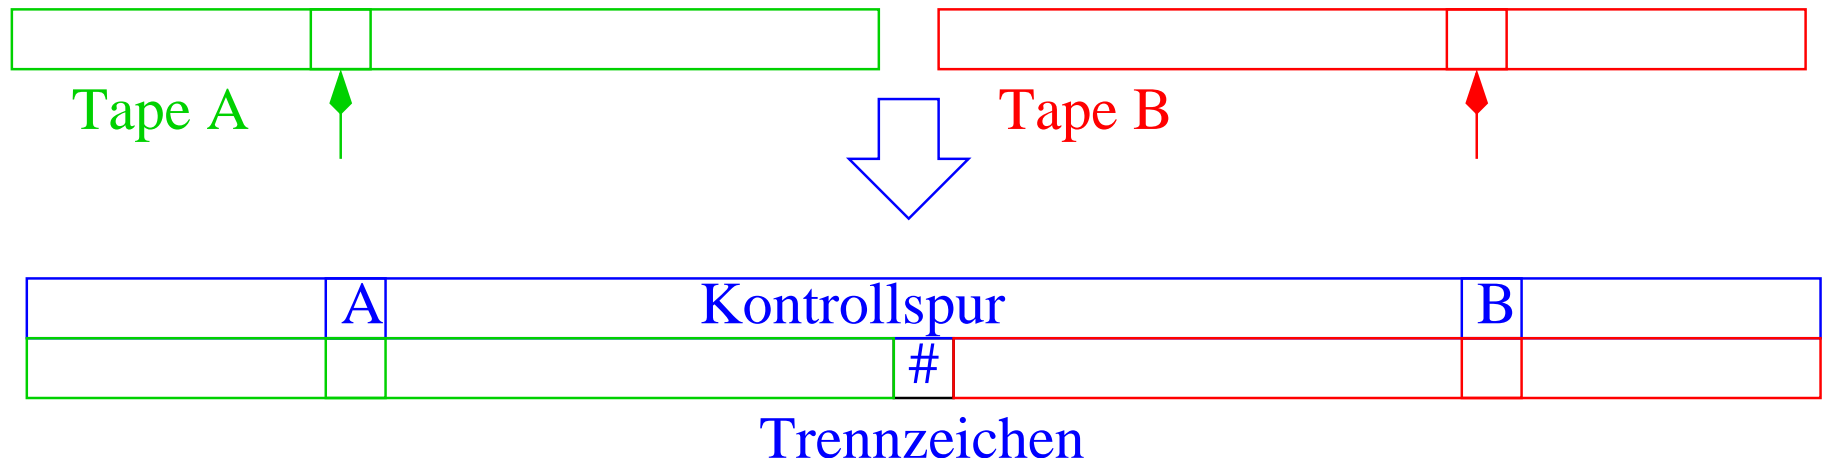 Tape A
Tape B
A Kontrollspur B
#
Trennzeichen